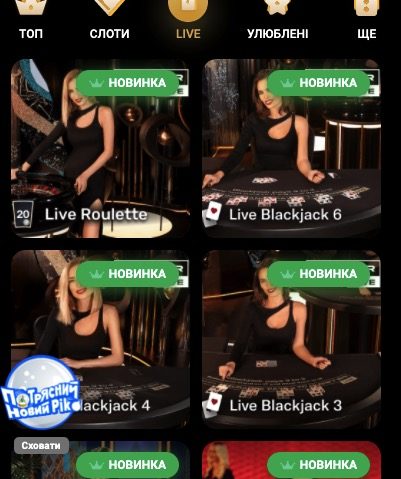 ТОП
СЛОТИ
LIVE
УЛЮБЛЕНІ
ЩЕ
НОВИНКА
НОВИНКА
20
Live Roulette
Live Blackjack 6
НОВИНКА
НОВИНКА
ПоТрясний
Новий Рік
lackjack 4
Live Blackjack 3
Сховати
НОВИНКА
НОВИНКА